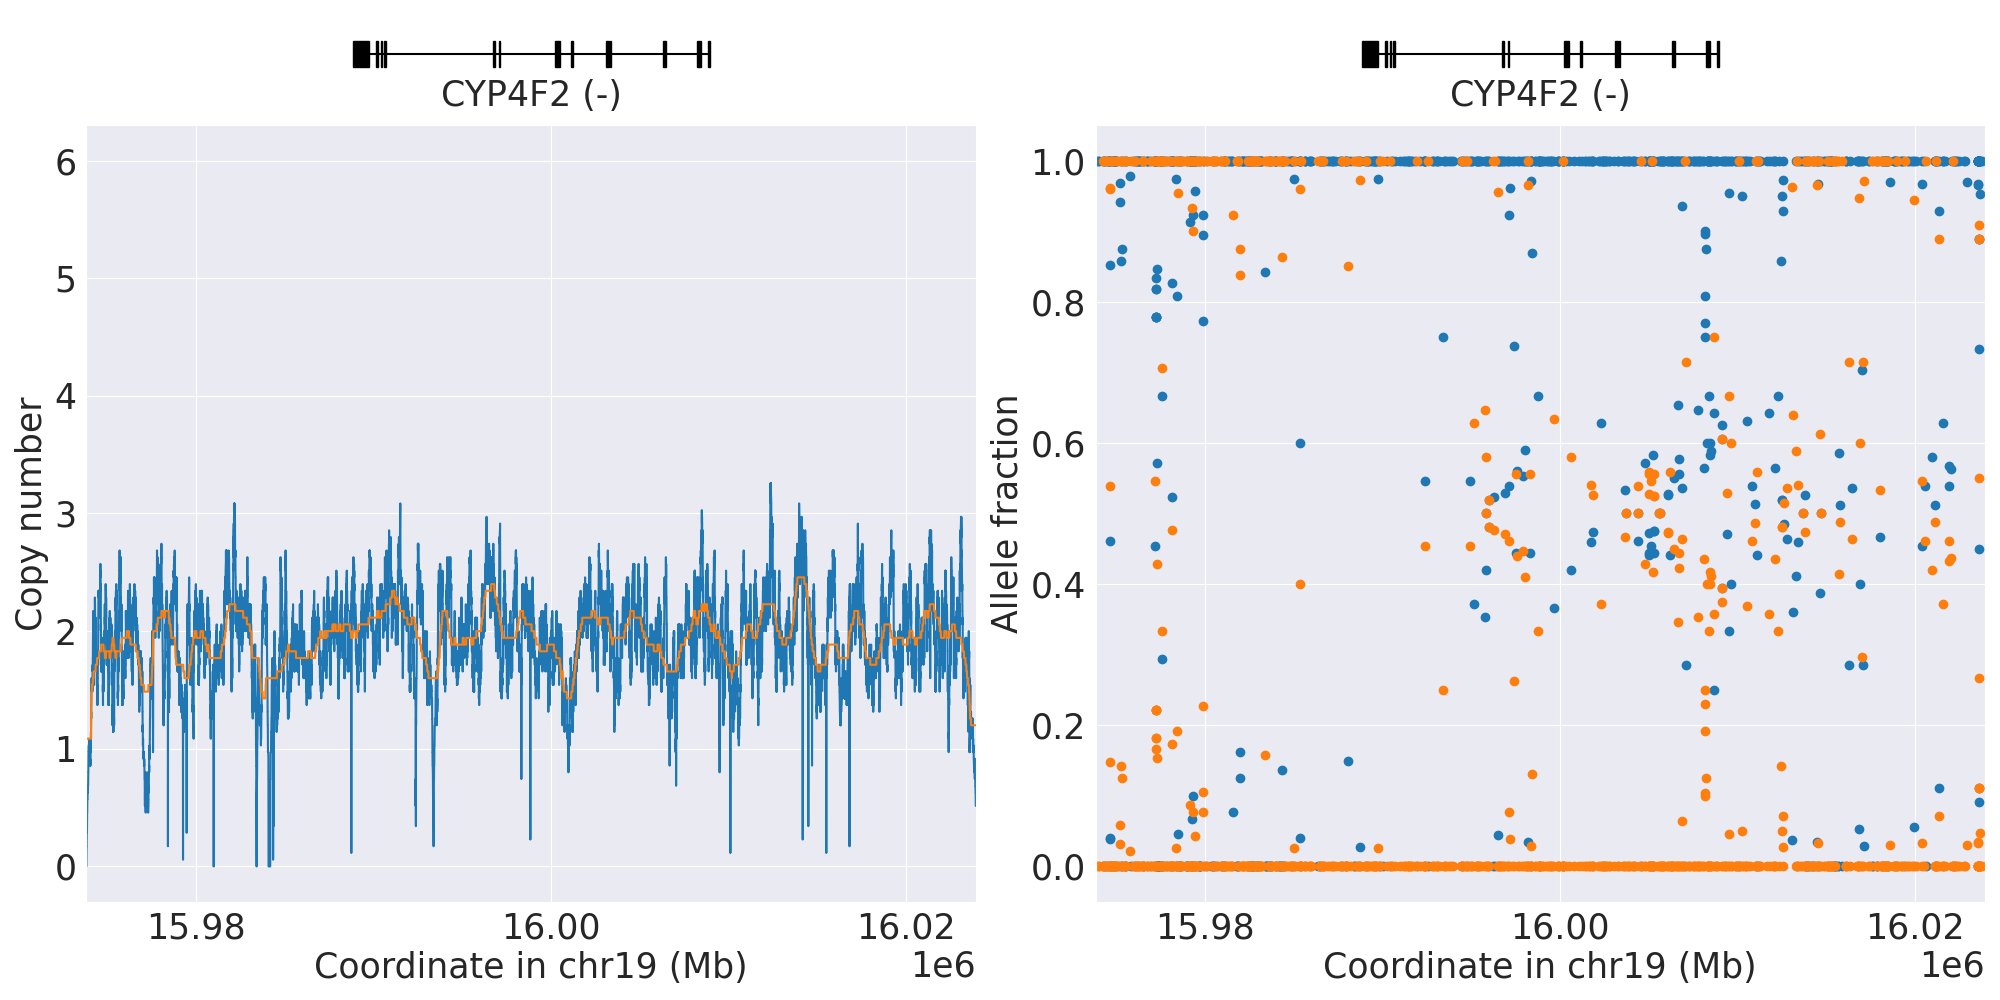 CYP4F2 (-)
6
5
4
3
2
1
0
Copy number
15.98 16.00 16.02
Coordinate in chr19 (Mb) 1e6
CYP4F2 (-)
1.0
0.8
0.6
0.4
0.2
0.0
Allele fraction
15.98 16.00 16.02
Coordinate in chr19 (Mb) 1e6